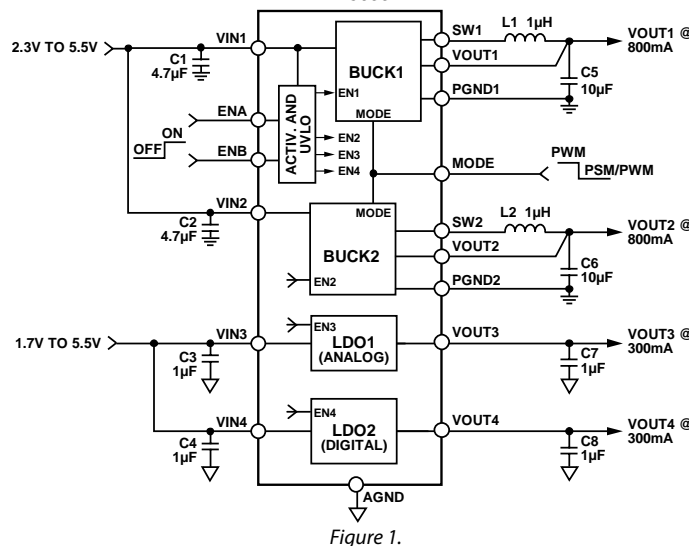 VIN1
SW1
L1 1µH
VOUT1 @
800mA
2.3V TO 5.5V
C1
4.7µF
BUCK1
VOUT1
C5
10µF
EN1
PGND1
MODE
ENA
ACTIV. AND
UVLO
ON
OFF
ENB
EN2
EN3
EN4
MODE
PWM
PSM/PWM
VIN2
MODE
SW2
L2 1µH
VOUT2 @
800mA
C2
4.7µF
BUCK2
VOUT2
C6
10µF
EN2
PGND2
1.7V TO 5.5V
VIN3
EN3
LDO1
(ANALOG)
VOUT3
VOUT3 @
300mA
C3
1µF
C7
1µF
VIN4
EN4
LDO2
(DIGITAL)
VOUT4
VOUT4 @
300mA
C4
1µF
C8
1µF
AGND
Figure 1.